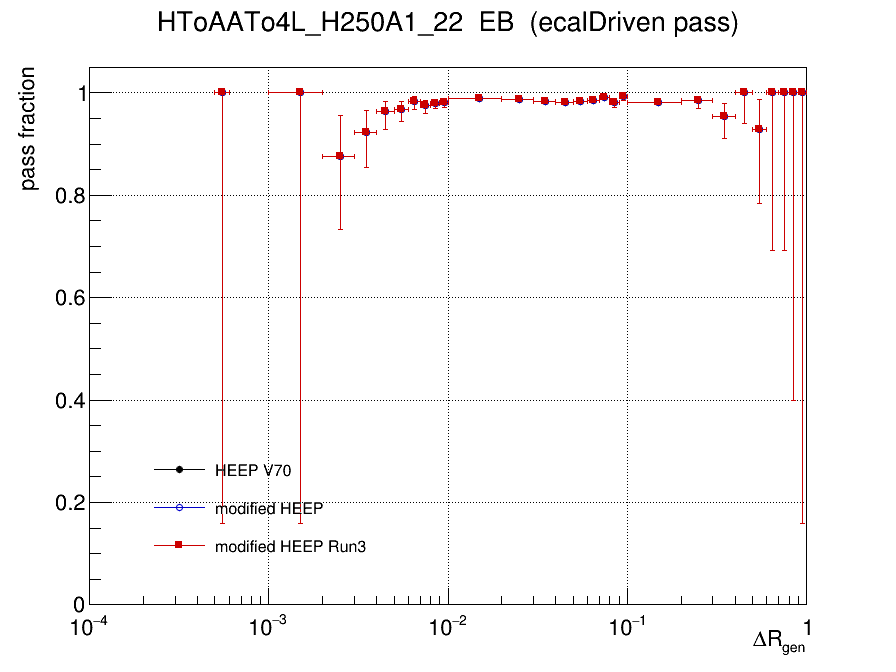 HToAATo4L_H250A1_22 EB (ecalDriven pass)
pass fraction
1
0.8
0.6
0.4
0.2
0
HEEP V70
modified HEEP
modified HEEP Run3
10⁻⁴ 10⁻³ 10⁻² 10⁻¹ 1
ΔR_gen